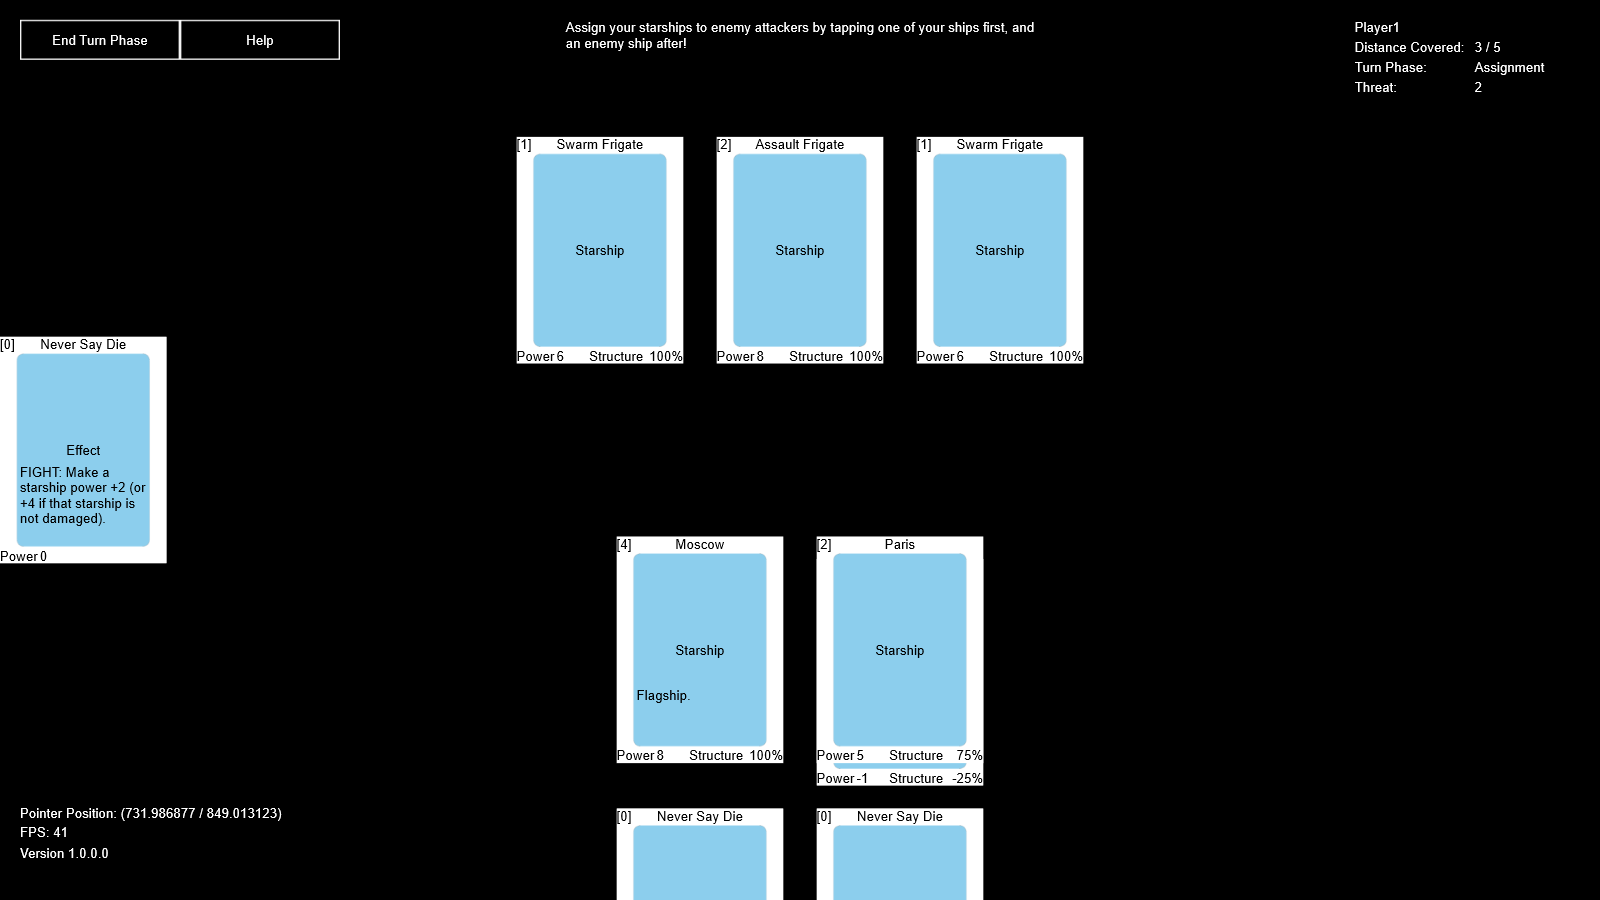 End Turn Phase
Help
Assign your starships to enemy attackers by tapping one of your ships first, and
an enemy ship after!
Player1
Distance Covered: 3 / 5
Turn Phase: Assignment
Threat: 2
[1] Swarm Frigate
Starship
Power 6 Structure 100%
[2] Assault Frigate
Starship
Power 8 Structure 100%
[1] Swarm Frigate
Starship
Power 6 Structure 100%
[0] Never Say Die
Effect
FIGHT: Make a
starship power +2 (or
+4 if that starship is
not damaged).
Power 0
[4] Moscow
Starship
Flagship.
Power 8 Structure 100%
[2] Paris
Starship
Power 5 Structure 75%
Power -1 Structure -25%
[0] Never Say Die
[0] Never Say Die
Pointer Position: (731.986877 / 849.013123)
FPS: 41
Version 1.0.0.0